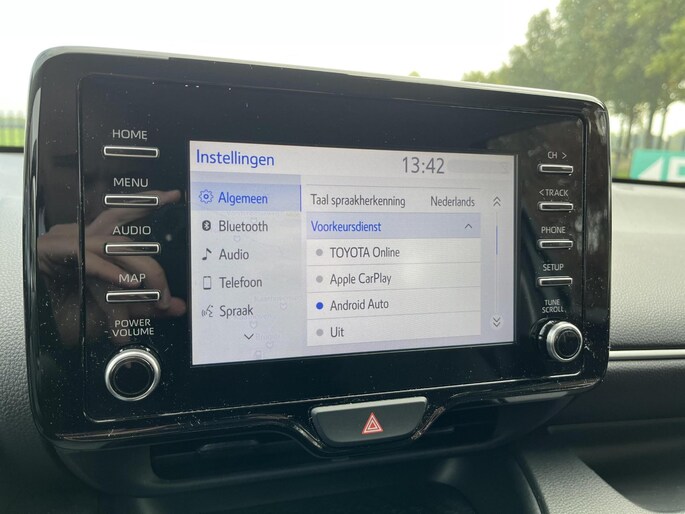 HOME
MENU
AUDIO
MAP
POWER
VOLUME
Instellingen
13:42
Algemeen
Bluetooth
Audio
Telefoon
Spraak
Taal spraakherkenning Nederlands
Voorkeursdienst
TOYOTA Online
Apple CarPlay
Android Auto
Uit
CH >
< TRACK
PHONE
SETUP
TUNE
SCROLL